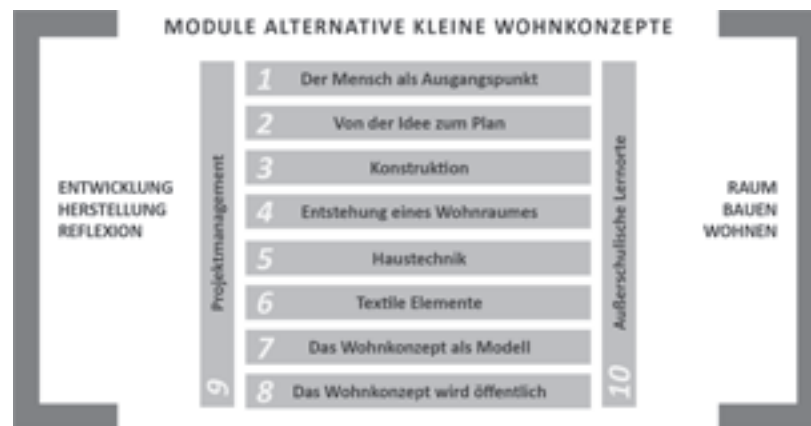 MODULE ALTERNATIVE KLEINE WOHNKONZEPTE
ENTWICKLUNG
HERSTELLUNG
REFLEXION
9 Projektmanagement
1 Der Mensch als Ausgangspunkt
2 Von der Idee zum Plan
3 Konstruktion
4 Entstehung eines Wohnraumes
5 Haustechnik
6 Textile Elemente
7 Das Wohnkonzept als Modell
8 Das Wohnkonzept wird öffentlich
10 Außerschulische Lernorte
RAUM
BAUEN
WOHNEN